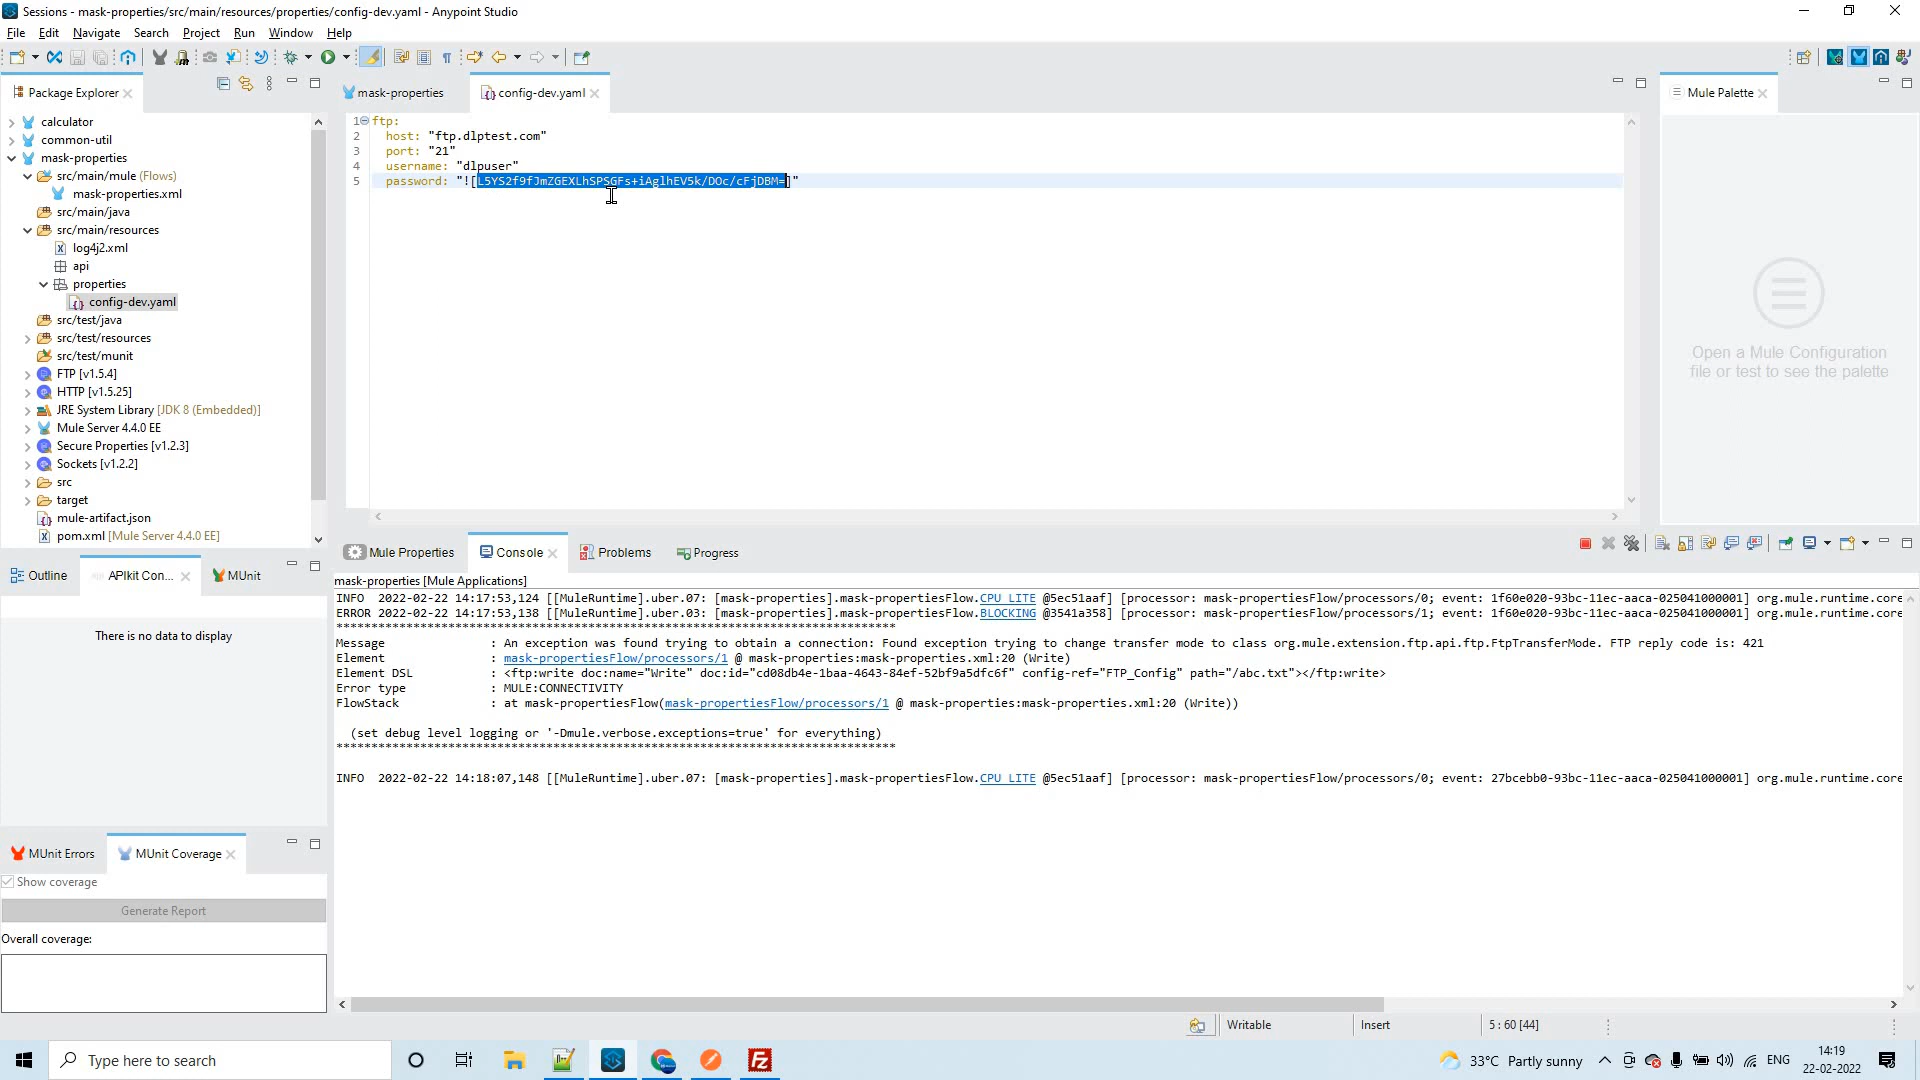 Sessions - mask-properties/src/main/resources/properties/config-dev.yaml - Anypoint Studio
File Edit Navigate Search Project Run Window Help
Package Explorer
calculator
common-util
mask-properties
src/main/mule (Flows)
mask-properties.xml
src/main/java
src/main/resources
log4j2.xml
api
properties
config-dev.yaml
src/test/java
src/test/resources
src/test/munit
FTP [v1.5.4]
HTTP [v1.5.25]
JRE System Library [JDK 8 (Embedded)]
Mule Server 4.4.0 EE
Secure Properties [v1.2.3]
Sockets [v1.2.2]
src
target
mule-artifact.json
pom.xml [Mule Server 4.4.0 EE]
mask-properties config-dev.yaml
1 ftp:
2 host: "ftp.dlptest.com"
3 port: "21"
4 username: "dlpuser"
5 password: "![L5YS2f9fJmZGEXLhSPSGFs+iAglhEV5k/DOc/cFjDBM=]"
Mule Palette
Open a Mule Configuration
file or test to see the palette
Outline APIkit Con... MUnit
There is no data to display
MUnit Errors MUnit Coverage
Show coverage
Generate Report
Overall coverage:
Mule Properties Console Problems Progress
mask-properties [Mule Applications]
INFO 2022-02-22 14:17:53,124 [[MuleRuntime].uber.07: [mask-properties].mask-propertiesFlow.CPU_LITE @5ec51aaf] [processor: mask-propertiesFlow/processors/0; event: 1f60e020-93bc-11ec-aaca-025041000001] org.mule.runtime.core
ERROR 2022-02-22 14:17:53,138 [[MuleRuntime].uber.03: [mask-properties].mask-propertiesFlow.BLOCKING @3541a358] [processor: mask-propertiesFlow/processors/1; event: 1f60e020-93bc-11ec-aaca-025041000001] org.mule.runtime.core
********************************************************************************
Message : An exception was found trying to obtain a connection: Found exception trying to change transfer mode to class org.mule.extension.ftp.api.ftp.FtpTransferMode. FTP reply code is: 421
Element : mask-propertiesFlow/processors/1 @ mask-properties:mask-properties.xml:20 (Write)
Element DSL : <ftp:write doc:name="Write" doc:id="cd08db4e-1baa-4643-84ef-52bf9a5dfc6f" config-ref="FTP_Config" path="/abc.txt"></ftp:write>
Error type : MULE:CONNECTIVITY
FlowStack : at mask-propertiesFlow(mask-propertiesFlow/processors/1 @ mask-properties:mask-properties.xml:20 (Write))
(set debug level logging or '-Dmule.verbose.exceptions=true' for everything)
********************************************************************************
INFO 2022-02-22 14:18:07,148 [[MuleRuntime].uber.07: [mask-properties].mask-propertiesFlow.CPU_LITE @5ec51aaf] [processor: mask-propertiesFlow/processors/0; event: 27bcebb0-93bc-11ec-aaca-025041000001] org.mule.runtime.core
Writable Insert 5 : 60 [44]
Type here to search
33°C Partly sunny
ENG
14:19
22-02-2022